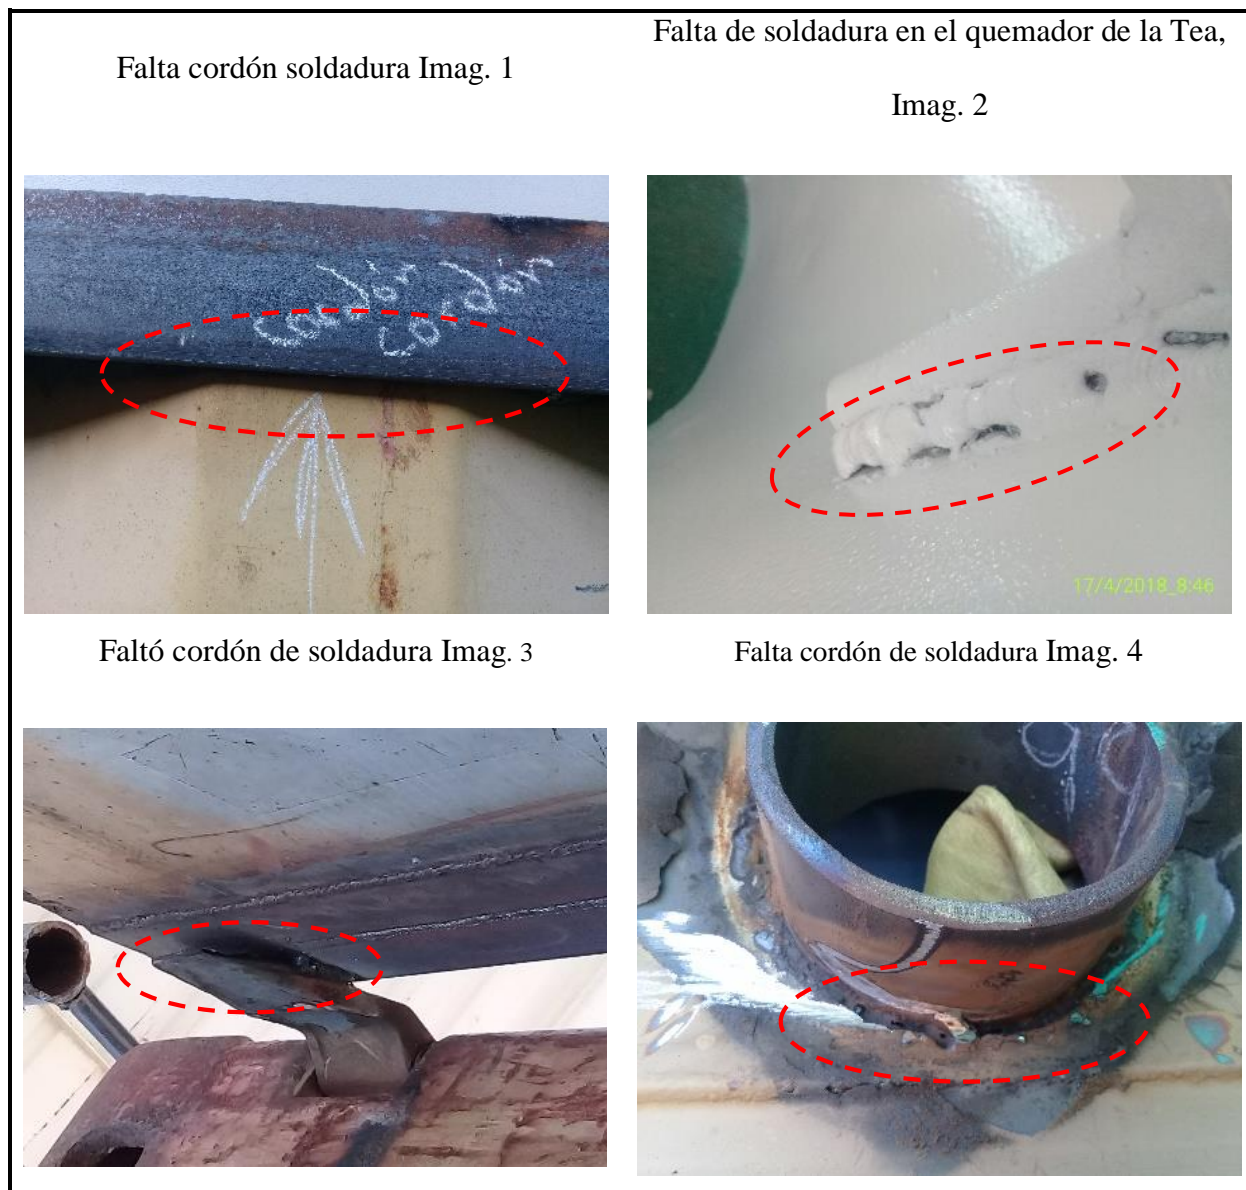 Falta cordón soldadura Imag. 1
Falta de soldadura en el quemador de la Tea,
Imag. 2
cordón
cordón
17/4/2018_8:46
Faltó cordón de soldadura Imag. 3
Falta cordón de soldadura Imag. 4